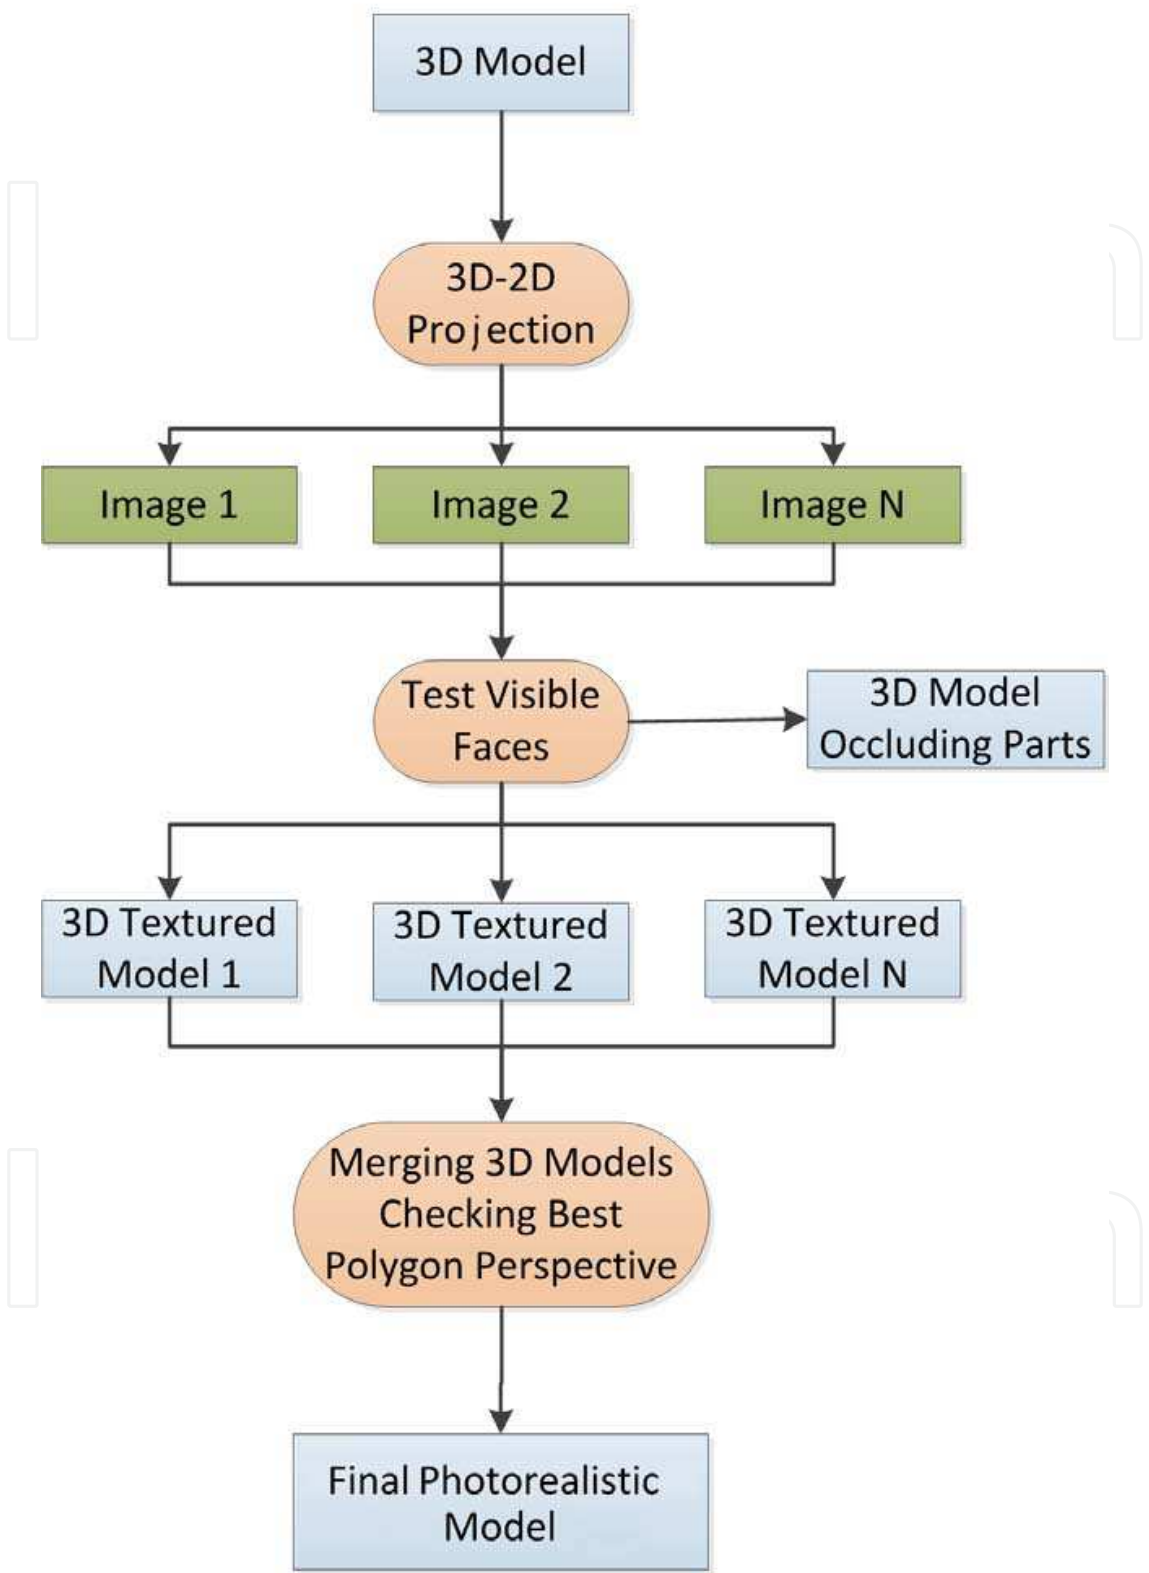 3D Model
3D-2D
Projection
Image 1
Image 2
Image N
Test Visible
Faces
3D Model
Occluding Parts
3D Textured
Model 1
3D Textured
Model 2
3D Textured
Model N
Merging 3D Models
Checking Best
Polygon Perspective
Final Photorealistic
Model